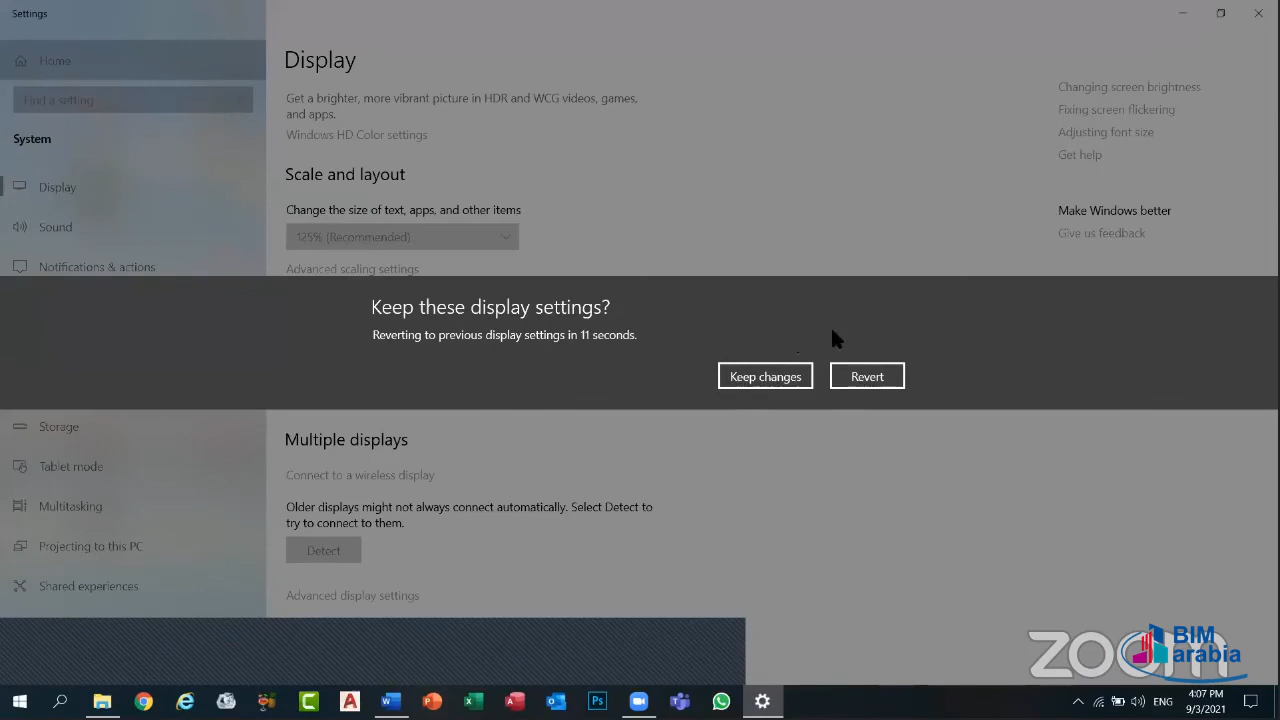 Settings
Home
Find a setting
System
Display
Sound
Notifications & actions
Storage
Tablet mode
Multitasking
Projecting to this PC
Shared experiences
Display
Get a brighter, more vibrant picture in HDR and WCG videos, games,
and apps.
Windows HD Color settings
Scale and layout
Change the size of text, apps, and other items
125% (Recommended)
Advanced scaling settings
Keep these display settings?
Reverting to previous display settings in 11 seconds.
Keep changes
Revert
Multiple displays
Connect to a wireless display
Older displays might not always connect automatically. Select Detect to
try to connect to them.
Detect
Advanced display settings
Changing screen brightness
Fixing screen flickering
Adjusting font size
Get help
Make Windows better
Give us feedback
zoom
BIM
arabia
ENG
4:07 PM
9/3/2021